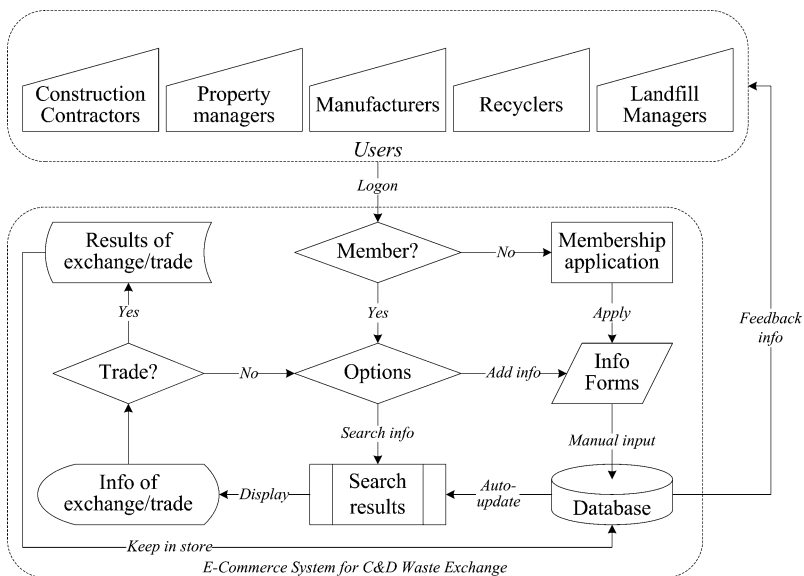 Construction
Contractors
Property
managers
Manufacturers
Recyclers
Landfill
Managers
Users
Logon
Results of
exchange/trade
Member?
No
Membership
application
Yes
Yes
Apply
Feedback
info
Trade?
No
Options
Add info
Info
Forms
Search info
Manual input
Info of
exchange/trade
Display
Search
results
Auto-
update
Database
Keep in store
E-Commerce System for C&D Waste Exchange